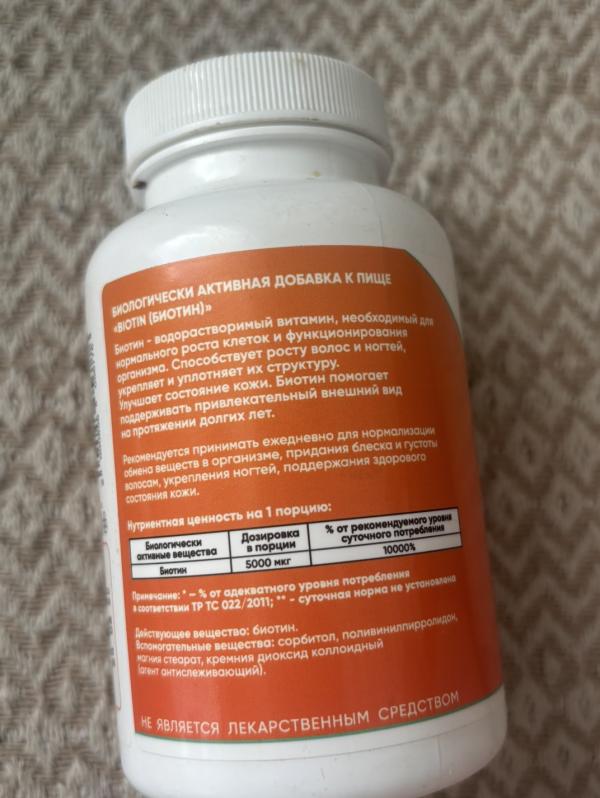 БИОЛОГИЧЕСКИ АКТИВНАЯ ДОБАВКА К ПИЩЕ
«BIOTIN (БИОТИН)»
Биотин - водорастворимый витамин, необходимый для
нормального роста клеток и функционирования
организма. Способствует росту волос и ногтей,
укрепляет и уплотняет их структуру.
Улучшает состояние кожи. Биотин помогает
поддерживать привлекательный внешний вид
на протяжении долгих лет.
Рекомендуется принимать ежедневно для нормализации
обмена веществ в организме, придания блеска и густоты
волосам, укрепления ногтей, поддержания здорового
состояния кожи.
Нутриентная ценность на 1 порцию:
Биологически активные вещества | Дозировка в порции | % от рекомендуемого уровня суточного потребления
Биотин | 5000 мкг | 10000%
Примечание: * – % от адекватного уровня потребления
в соответствии ТР ТС 022/2011; ** - суточная норма не установлена
Действующее вещество: биотин.
Вспомогательные вещества: сорбитол, поливинилпирролидон,
магния стеарат, кремния диоксид коллоидный
(агент антислеживающий).
НЕ ЯВЛЯЕТСЯ ЛЕКАРСТВЕННЫМ СРЕДСТВОМ